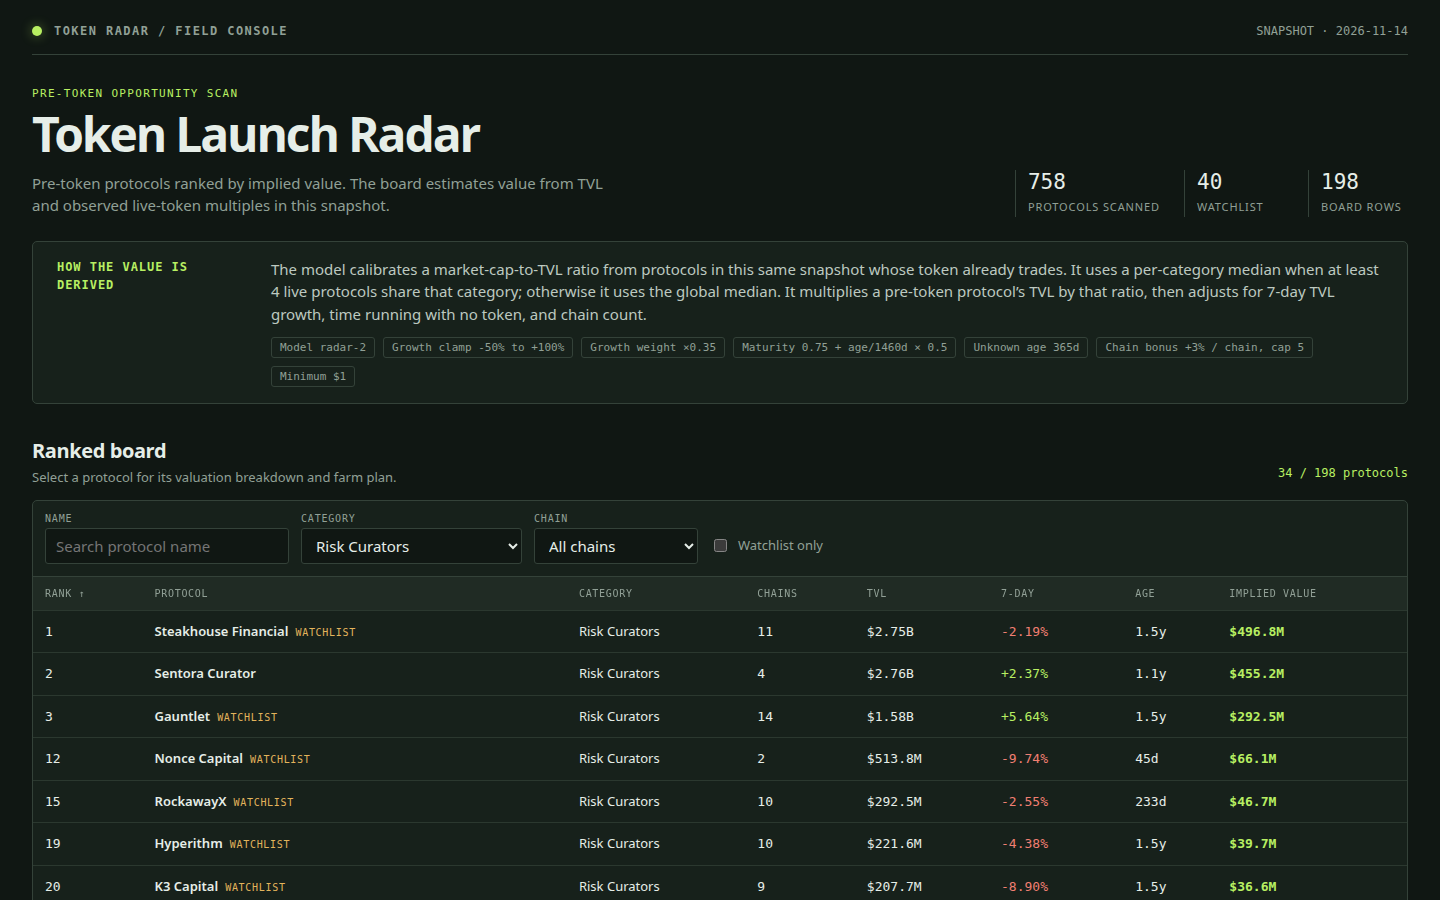 TOKEN RADAR / FIELD CONSOLE
SNAPSHOT · 2026-11-14
PRE-TOKEN OPPORTUNITY SCAN
Token Launch Radar
Pre-token protocols ranked by implied value. The board estimates value from TVL
and observed live-token multiples in this snapshot.
758 40 198
PROTOCOLS SCANNED WATCHLIST BOARD ROWS
HOW THE VALUE IS
DERIVED
The model calibrates a market-cap-to-TVL ratio from protocols in this same snapshot whose token already trades. It uses a per-category median when at least
4 live protocols share that category; otherwise it uses the global median. It multiplies a pre-token protocol’s TVL by that ratio, then adjusts for 7-day TVL
growth, time running with no token, and chain count.
Model radar-2 Growth clamp -50% to +100% Growth weight ×0.35 Maturity 0.75 + age/1460d × 0.5 Unknown age 365d Chain bonus +3% / chain, cap 5
Minimum $1
Ranked board
Select a protocol for its valuation breakdown and farm plan.
34 / 198 protocols
NAME CATEGORY CHAIN
Search protocol name Risk Curators All chains Watchlist only
RANK ↑ PROTOCOL CATEGORY CHAINS TVL 7-DAY AGE IMPLIED VALUE
1 Steakhouse Financial WATCHLIST Risk Curators 11 $2.75B -2.19% 1.5y $496.8M
2 Sentora Curator Risk Curators 4 $2.76B +2.37% 1.1y $455.2M
3 Gauntlet WATCHLIST Risk Curators 14 $1.58B +5.64% 1.5y $292.5M
12 Nonce Capital WATCHLIST Risk Curators 2 $513.8M -9.74% 45d $66.1M
15 RockawayX WATCHLIST Risk Curators 10 $292.5M -2.55% 233d $46.7M
19 Hyperithm WATCHLIST Risk Curators 10 $221.6M -4.38% 1.5y $39.7M
20 K3 Capital WATCHLIST Risk Curators 9 $207.7M -8.90% 1.5y $36.6M